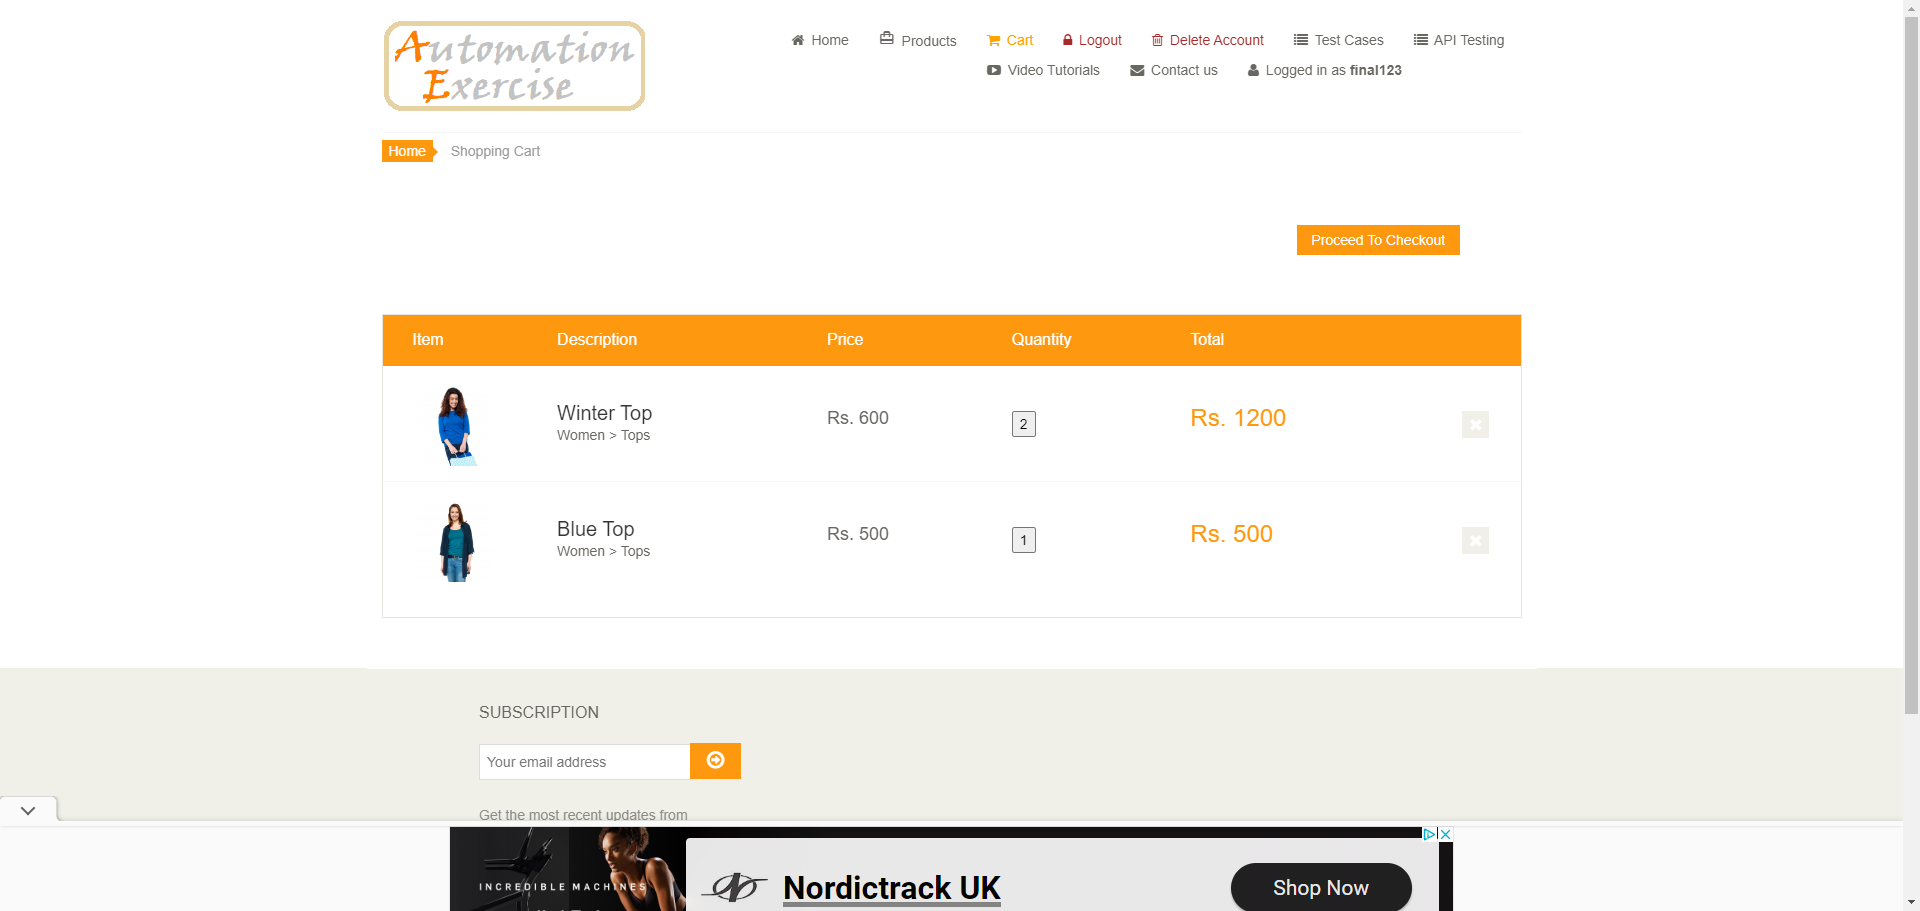 Automation
Exercise
Home
Products
Cart
Logout
Delete Account
Test Cases
API Testing
Video Tutorials
Contact us
Logged in as final123
Home
Shopping Cart
Proceed To Checkout
Item Description Price Quantity Total
Winter Top
Women > Tops
Rs. 600
2
Rs. 1200
Blue Top
Women > Tops
Rs. 500
1
Rs. 500
SUBSCRIPTION
Your email address
Get the most recent updates from
INCREDIBLE MACHINES
Nordictrack UK
Shop Now